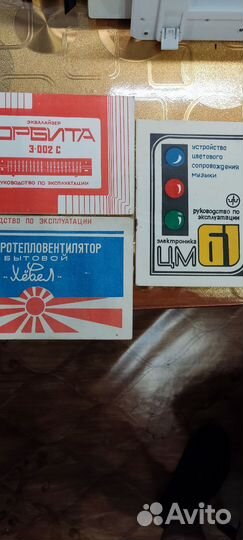 ЭКВАЛАЙЗЕР
ОРБИТА
Э-002 С
РУКОВОДСТВО ПО ЭКСПЛУАТАЦИИ
ДСТВО ПО ЭКСПЛУАТАЦИИ
РОТЕПЛОВЕНТИЛЯТОР
БЫТОВОЙ
устройство
цветового
сопровождения
музыки
руководство по
эксплуатации
электроника
ЦМ 61
Avito